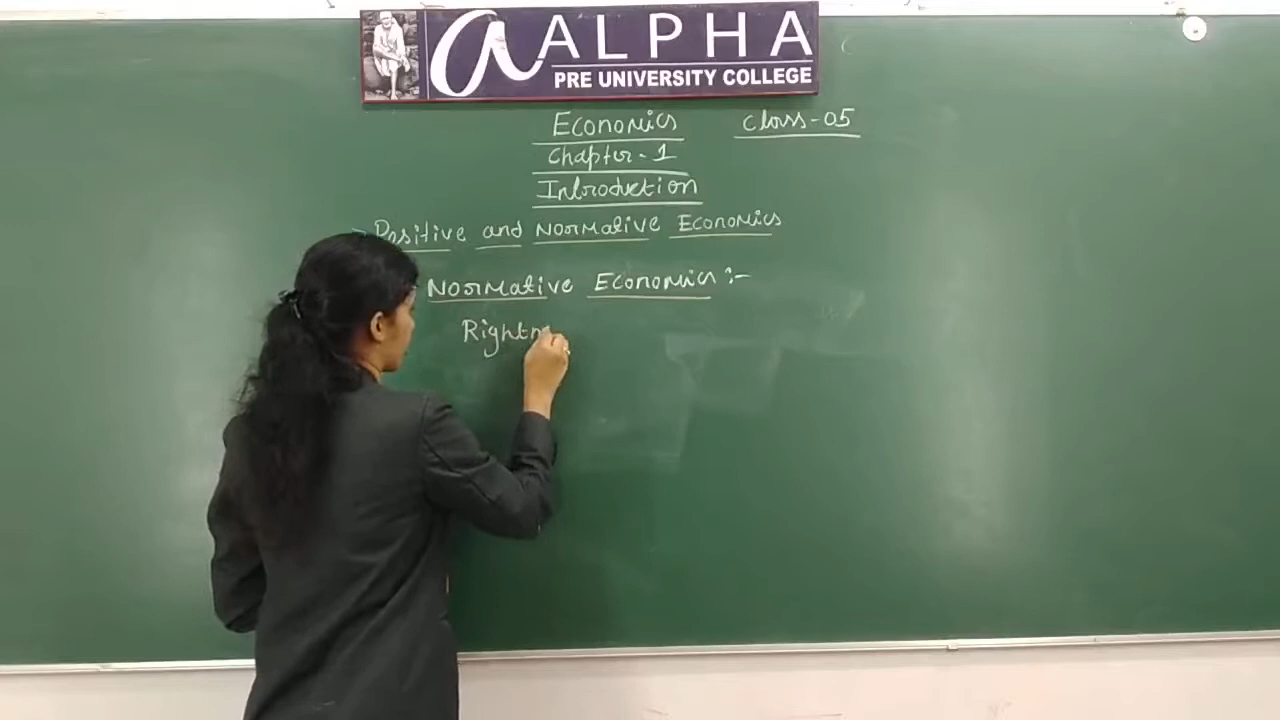 ALPHA
PRE UNIVERSITY COLLEGE
Economics Class-05
Chapter-1
Introduction
Positive and Normative Economics
Normative Economics :-